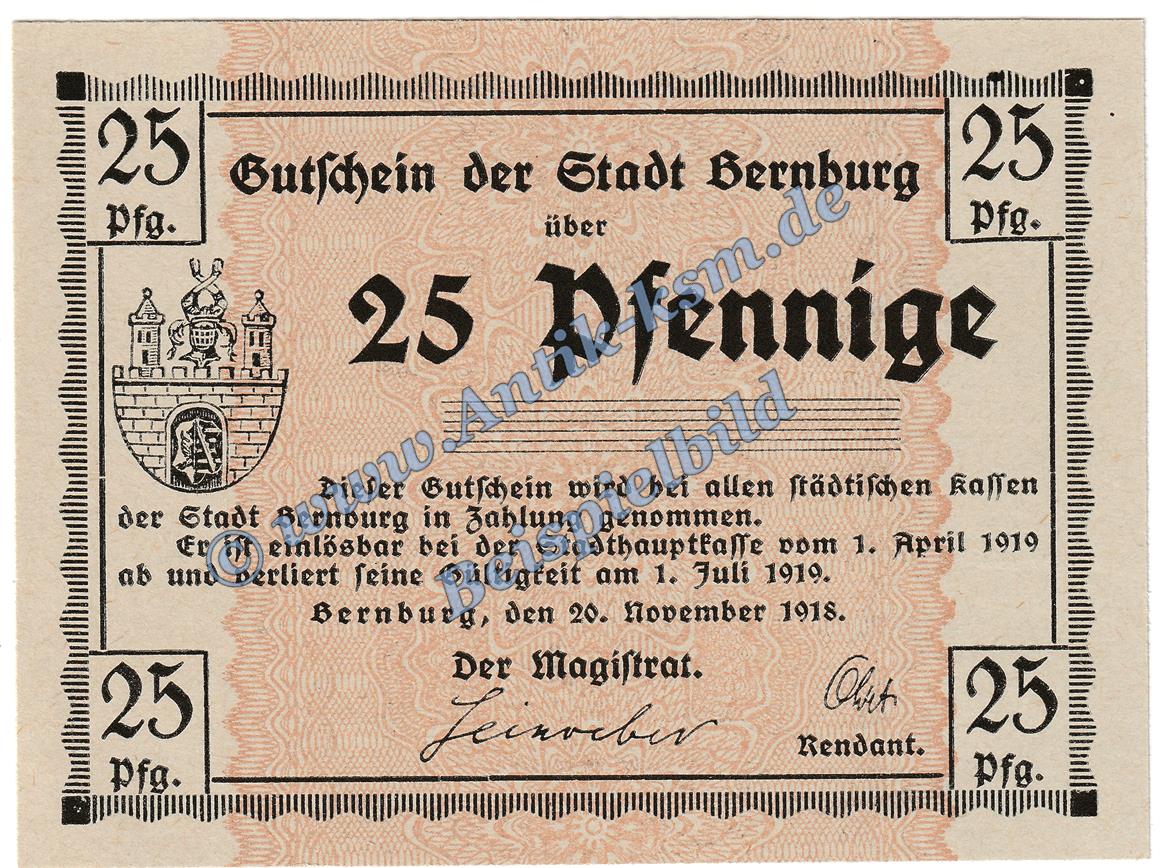 25 Pfg.
25 Pfg.
Gutschein der Stadt Bernburg
über
25 Pfennige
Dieser Gutschein wird bei allen städtischen Kassen
der Stadt Bernburg in Zahlung genommen.
Er ist einlösbar bei der Stadthauptkasse vom 1. April 1919
ab und verliert seine Gültigkeit am 1. Juli 1919.
Bernburg, den 20. November 1918.
Der Magistrat.
Leinveber
Rendant.
25 Pfg.
25 Pfg.
© www.Antik-ksm.de
Beispielbild